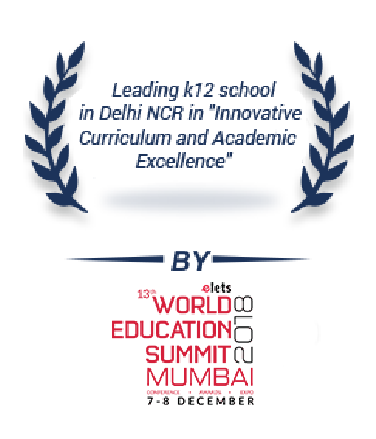 Leading k12 school
in Delhi NCR in "Innovative
Curriculum and Academic
Excellence"
BY
elets
13th WORLD
EDUCATION
SUMMIT
2018
MUMBAI
CONFERENCE • AWARDS • EXPO
7-8 DECEMBER